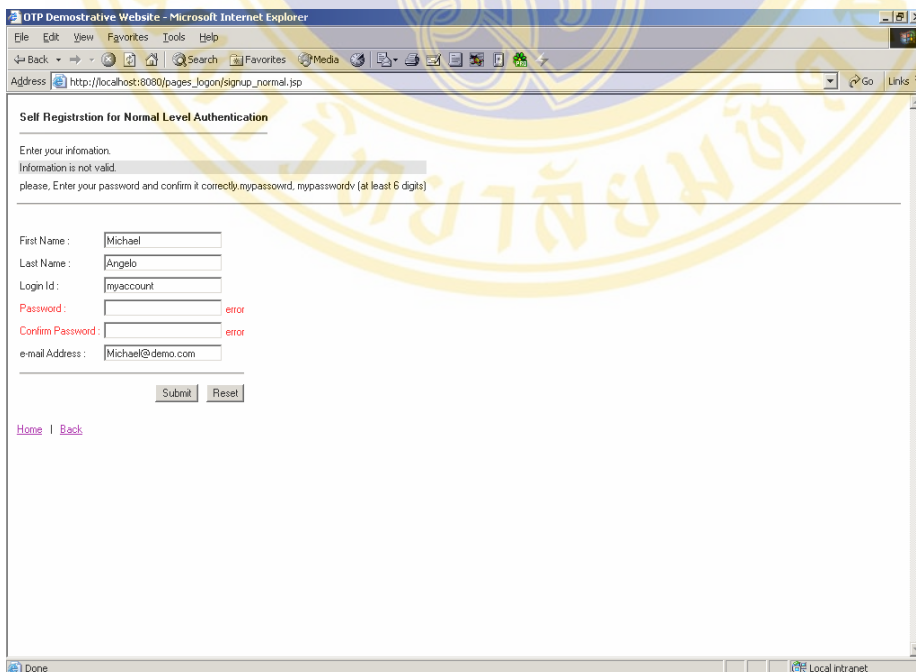 OTP Demostrative Website - Microsoft Internet Explorer
File Edit View Favorites Tools Help
Back Search Favorites Media
Address http://localhost:8080/pages_logon/signup_normal.jsp Go Links
Self Registrstion for Normal Level Authentication
Enter your infomation.
Information is not valid.
please, Enter your password and confirm it correctly.mypassowrd, mypasswordv (at least 6 digits)
First Name : Michael
Last Name : Angelo
Login Id : myaccount
Password : error
Confirm Password : error
e-mail Address : Michael@demo.com
Submit Reset
Home | Back
Done Local intranet